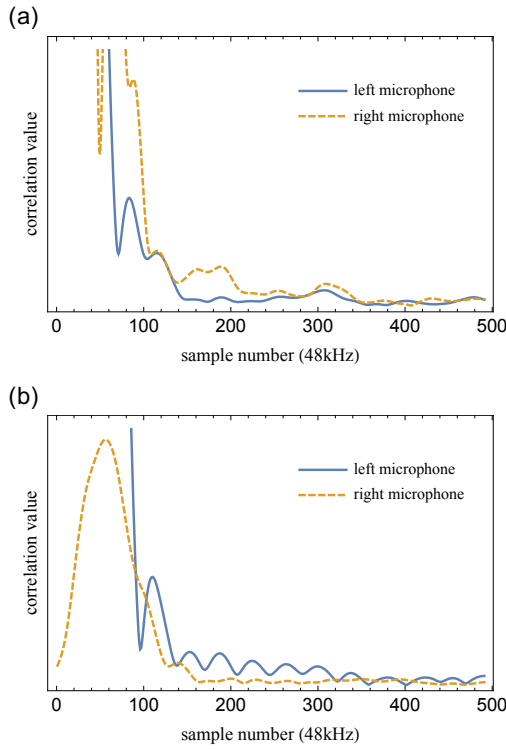 (a)
correlation value
left microphone
right microphone
0 100 200 300 400 500
sample number (48kHz)
(b)
correlation value
left microphone
right microphone
0 100 200 300 400 500
sample number (48kHz)